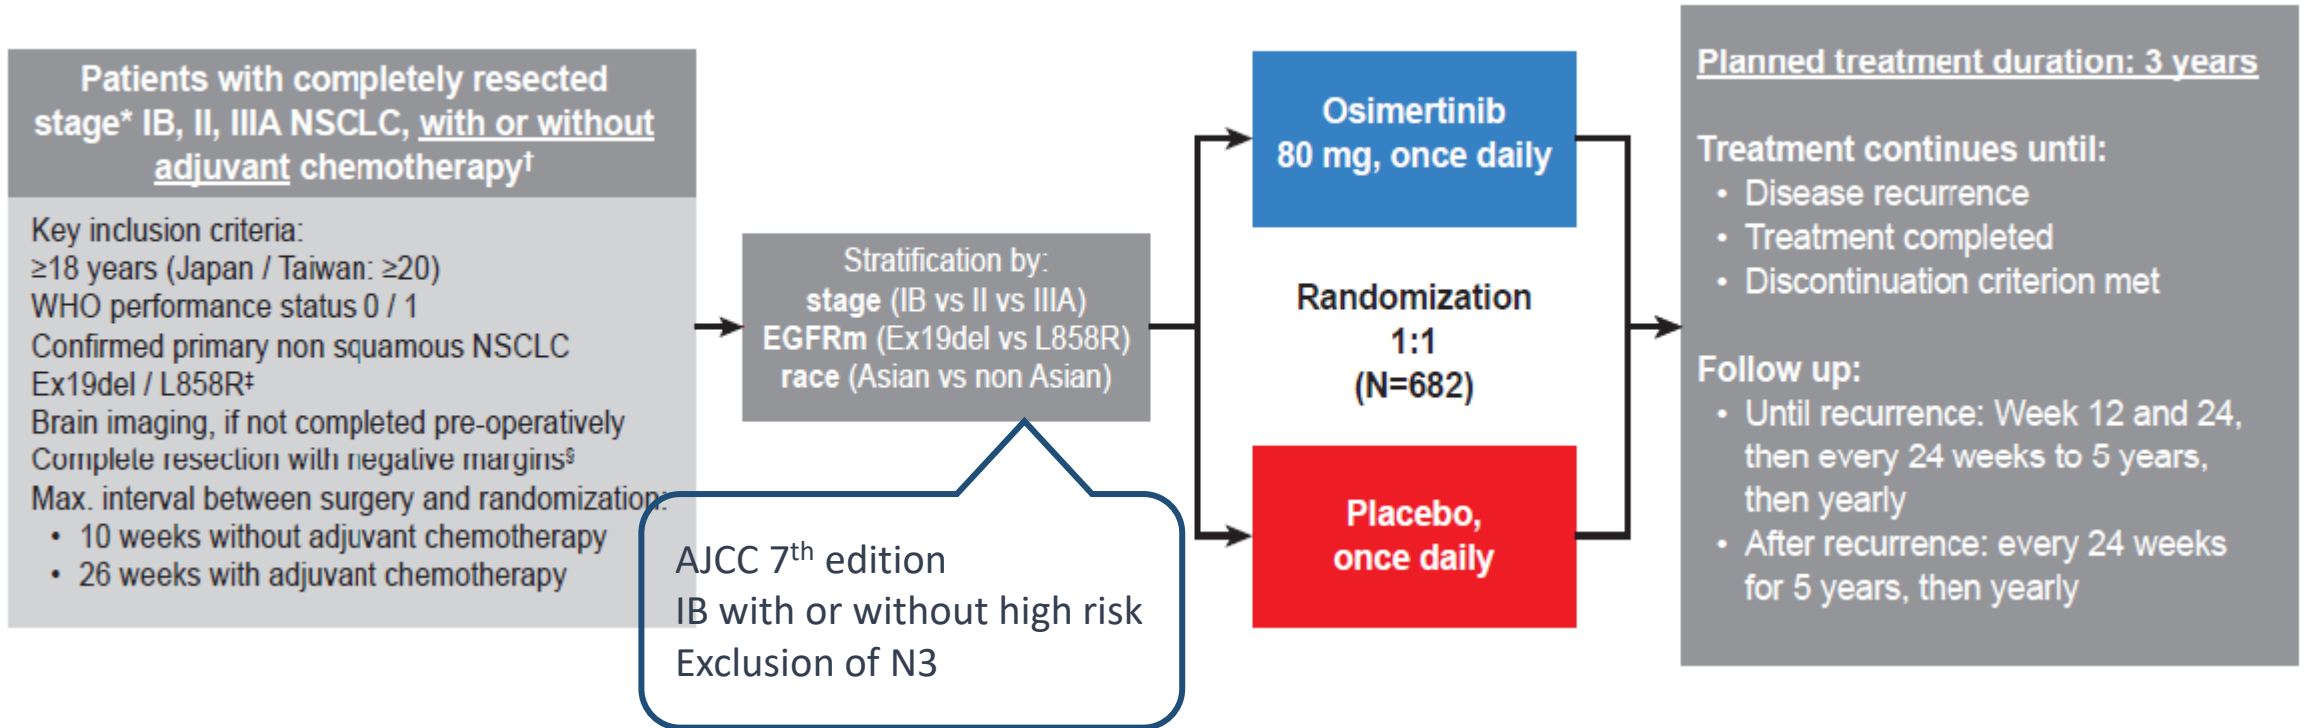 Patients with completely resected
stage* IB, II, IIIA NSCLC, with or without
adjuvant chemotherapy†
Key inclusion criteria:
≥18 years (Japan / Taiwan: ≥20)
WHO performance status 0 / 1
Confirmed primary non squamous NSCLC
Ex19del / L858R‡
Brain imaging, if not completed pre-operatively
Complete resection with negative margins§
Max. interval between surgery and randomization:
• 10 weeks without adjuvant chemotherapy
• 26 weeks with adjuvant chemotherapy
Stratification by:
stage (IB vs II vs IIIA)
EGFRm (Ex19del vs L858R)
race (Asian vs non Asian)
AJCC 7th edition
IB with or without high risk
Exclusion of N3
Osimertinib
80 mg, once daily
Randomization
1:1
(N=682)
Placebo,
once daily
Planned treatment duration: 3 years
Treatment continues until:
• Disease recurrence
• Treatment completed
• Discontinuation criterion met
Follow up:
• Until recurrence: Week 12 and 24,
then every 24 weeks to 5 years,
then yearly
• After recurrence: every 24 weeks
for 5 years, then yearly